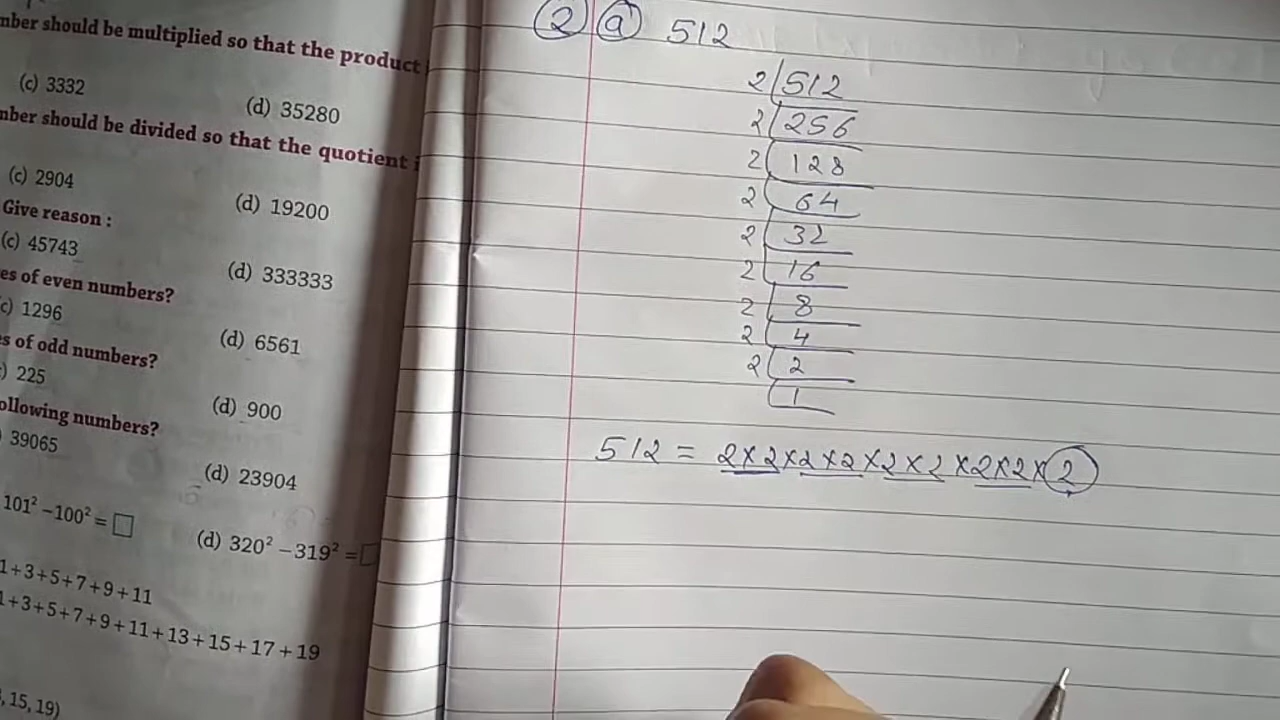 mber should be multiplied so that the product
(c) 3332 (d) 35280
mber should be divided so that the quotient i
(c) 2904 (d) 19200
Give reason :
(c) 45743 (d) 333333
es of even numbers?
c) 1296 (d) 6561
s of odd numbers?
) 225 (d) 900
ollowing numbers?
) 39065 (d) 23904
101² −100² = □ (d) 320² −319² = □
1+3+5+7+9+11
1+3+5+7+9+11+13+15+17+19
, 15, 19)
2 a 512
2 512
2 256
2 128
2 64
2 32
2 16
2 8
2 4
2 2
1
512 = 2×2×2×2×2×2×2×2×2